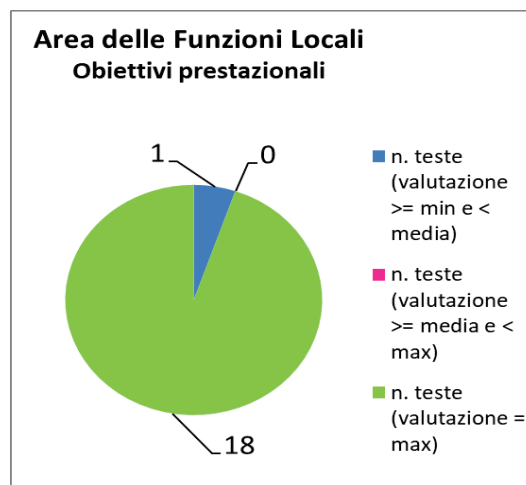 Area delle Funzioni Locali
Obiettivi prestazionali
1
0
18
n. teste
(valutazione
>= min e <
media)
n. teste
(valutazione
>= media e <
max)
n. teste
(valutazione =
max)